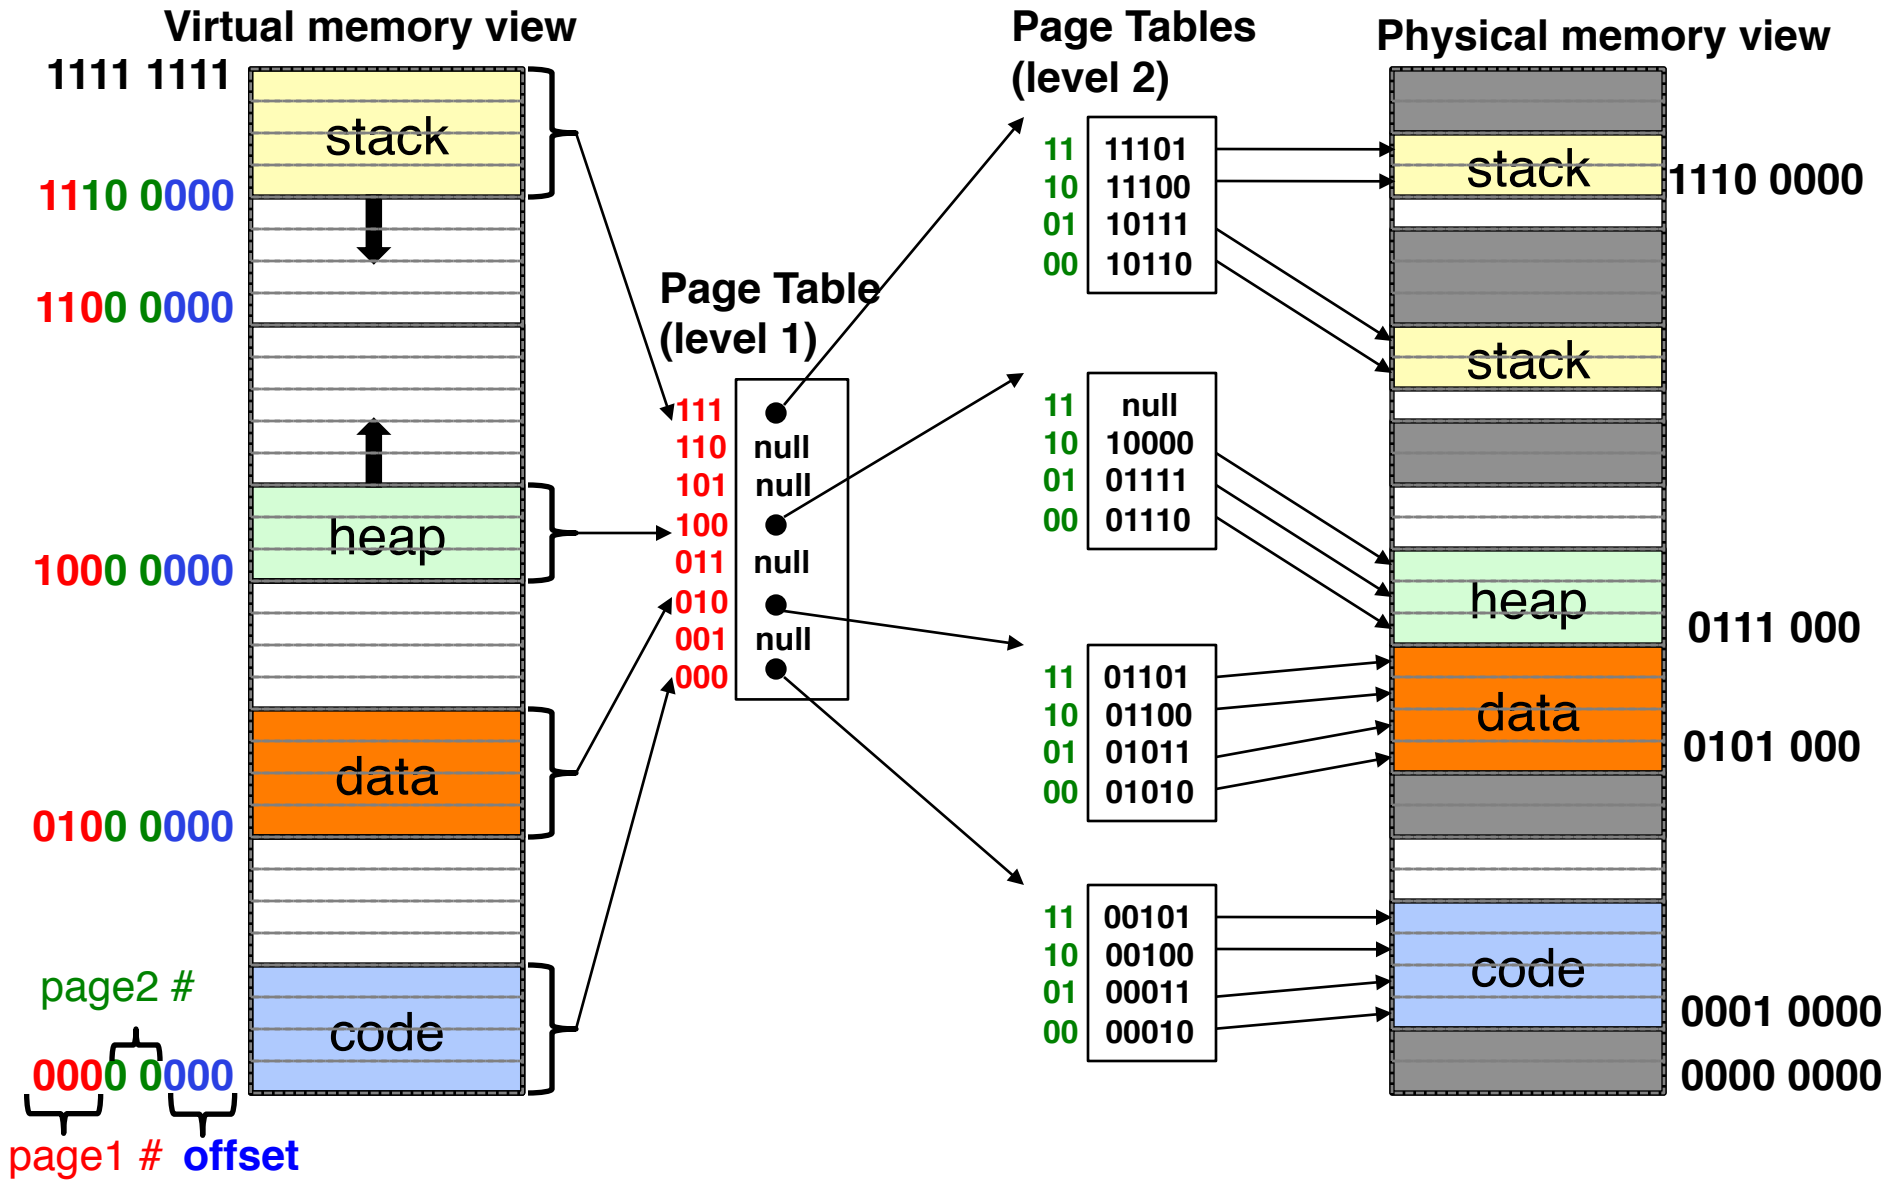 Virtual memory view
1111 1111
stack
1110 0000
1100 0000
heap
1000 0000
data
0100 0000
page2 #
code
0000 0000
page1 # offset
Page Table
(level 1)
111
110 null
101 null
100
011 null
010
001 null
000
Page Tables
(level 2)
11 11101
10 11100
01 10111
00 10110
11 null
10 10000
01 01111
00 01110
11 01101
10 01100
01 01011
00 01010
11 00101
10 00100
01 00011
00 00010
Physical memory view
stack 1110 0000
stack
heap
0111 000
data
0101 000
code
0001 0000
0000 0000